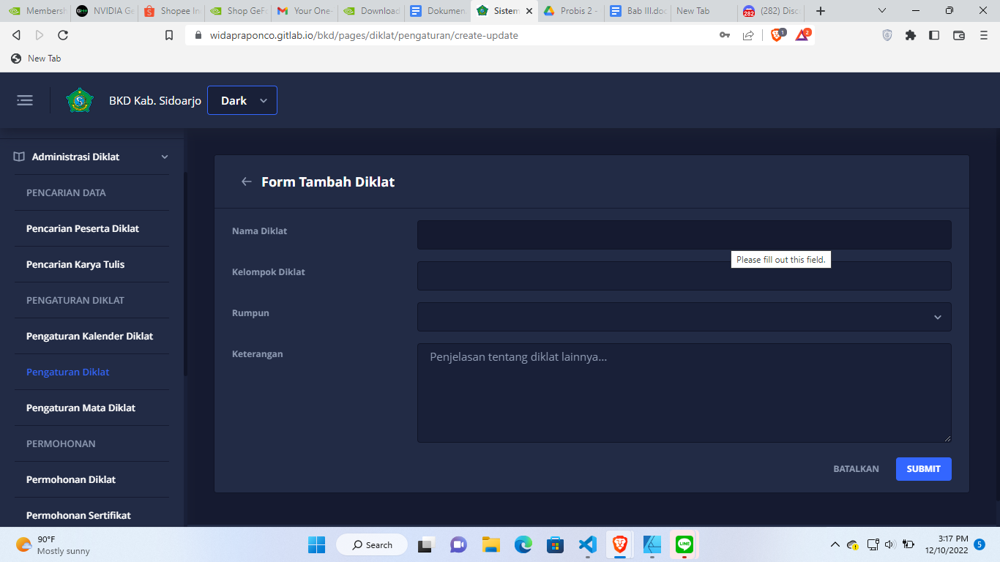 Membersh
NVIDIA Ge
Shopee In
Shop GeFo
Your One-
Download
Dokumen
Sistem
Probis 2 -
Bab III.doc
New Tab
(282) Disc
widapraponco.gitlab.io/bkd/pages/diklat/pengaturan/create-update
1
2
New Tab
BKD Kab. Sidoarjo
Dark
Administrasi Diklat
PENCARIAN DATA
Pencarian Peserta Diklat
Pencarian Karya Tulis
PENGATURAN DIKLAT
Pengaturan Kalender Diklat
Pengaturan Diklat
Pengaturan Mata Diklat
PERMOHONAN
Permohonan Diklat
Permohonan Sertifikat
Form Tambah Diklat
Nama Diklat
Please fill out this field.
Kelompok Diklat
Rumpun
Keterangan
Penjelasan tentang diklat lainnya...
BATALKAN
SUBMIT
90°F
Mostly sunny
Search
LINE
3:17 PM
12/10/2022
5